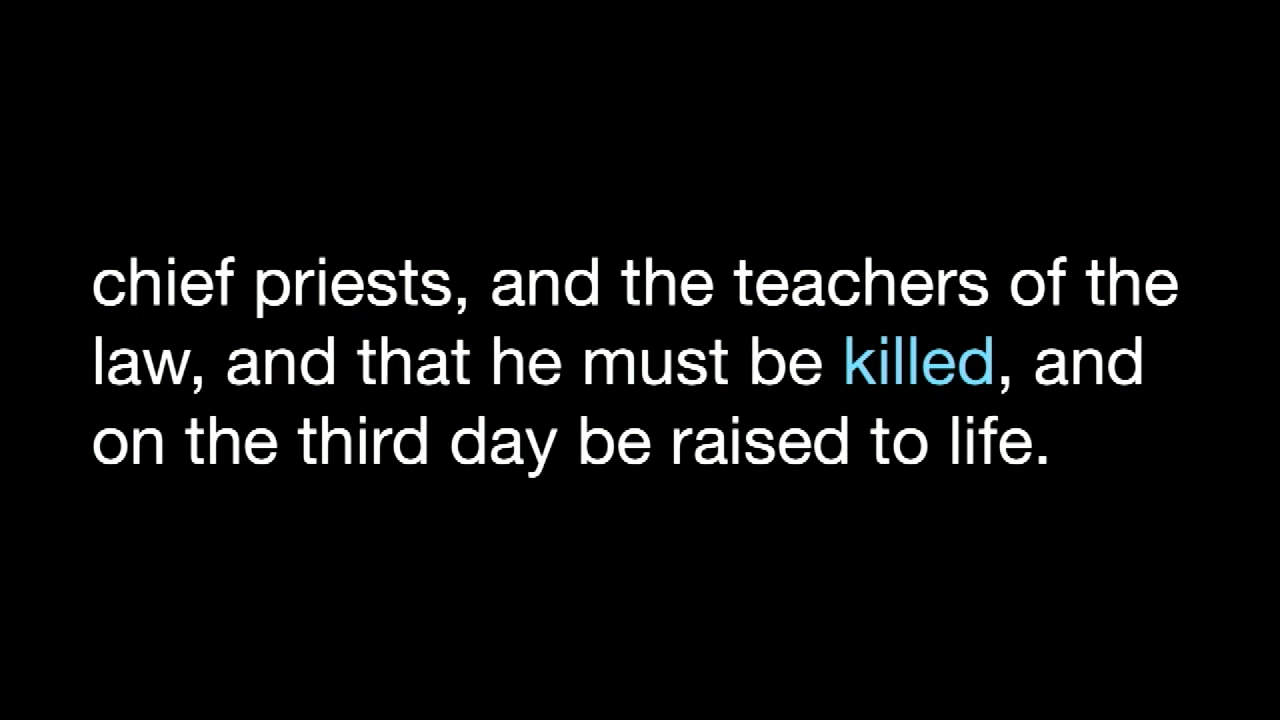 chief priests, and the teachers of the
law, and that he must be killed, and
on the third day be raised to life.